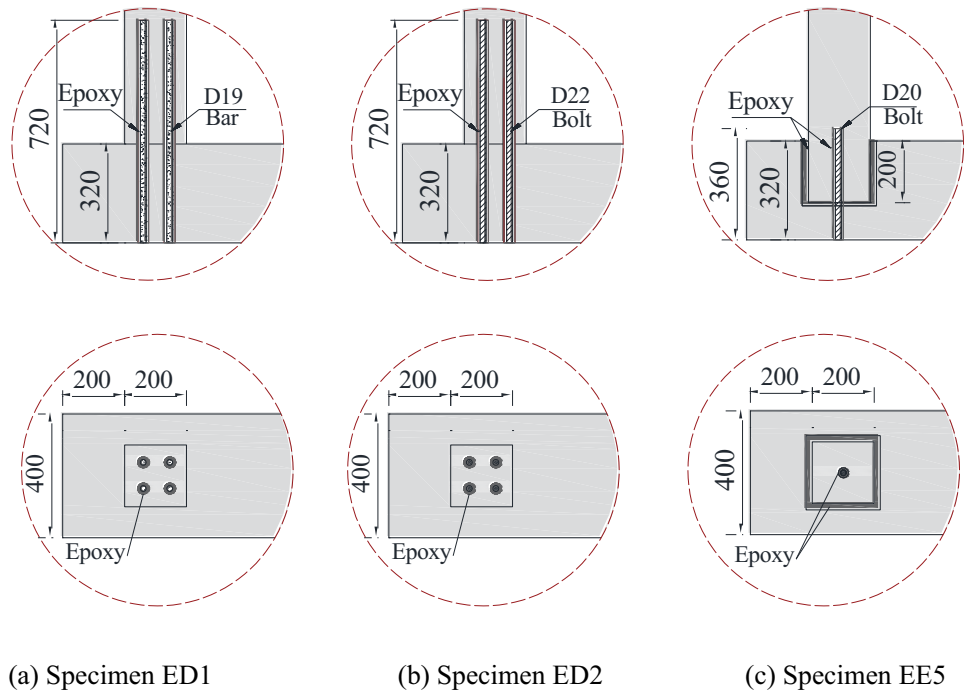 720
320
Epoxy
D19
Bar
720
320
Epoxy
D22
Bolt
360
320
200
Epoxy
D20
Bolt
200 200
400
Epoxy
200 200
400
Epoxy
200 200
400
Epoxy
(a) Specimen ED1
(b) Specimen ED2
(c) Specimen EE5